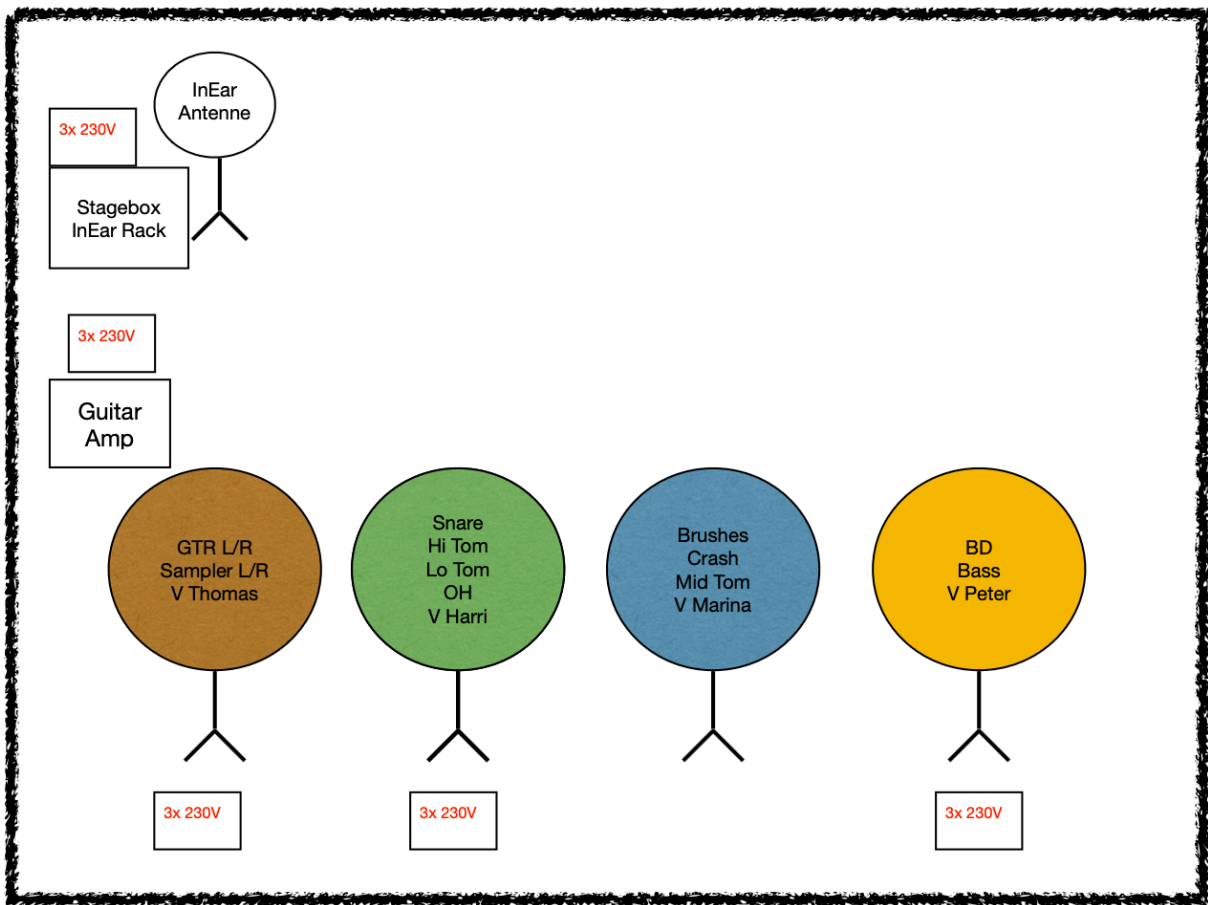 InEar
Antenne
3x 230V
Stagebox
InEar Rack
3x 230V
Guitar
Amp
GTR L/R
Sampler L/R
V Thomas
Snare
Hi Tom
Lo Tom
OH
V Harri
Brushes
Crash
Mid Tom
V Marina
BD
Bass
V Peter
3x 230V
3x 230V
3x 230V